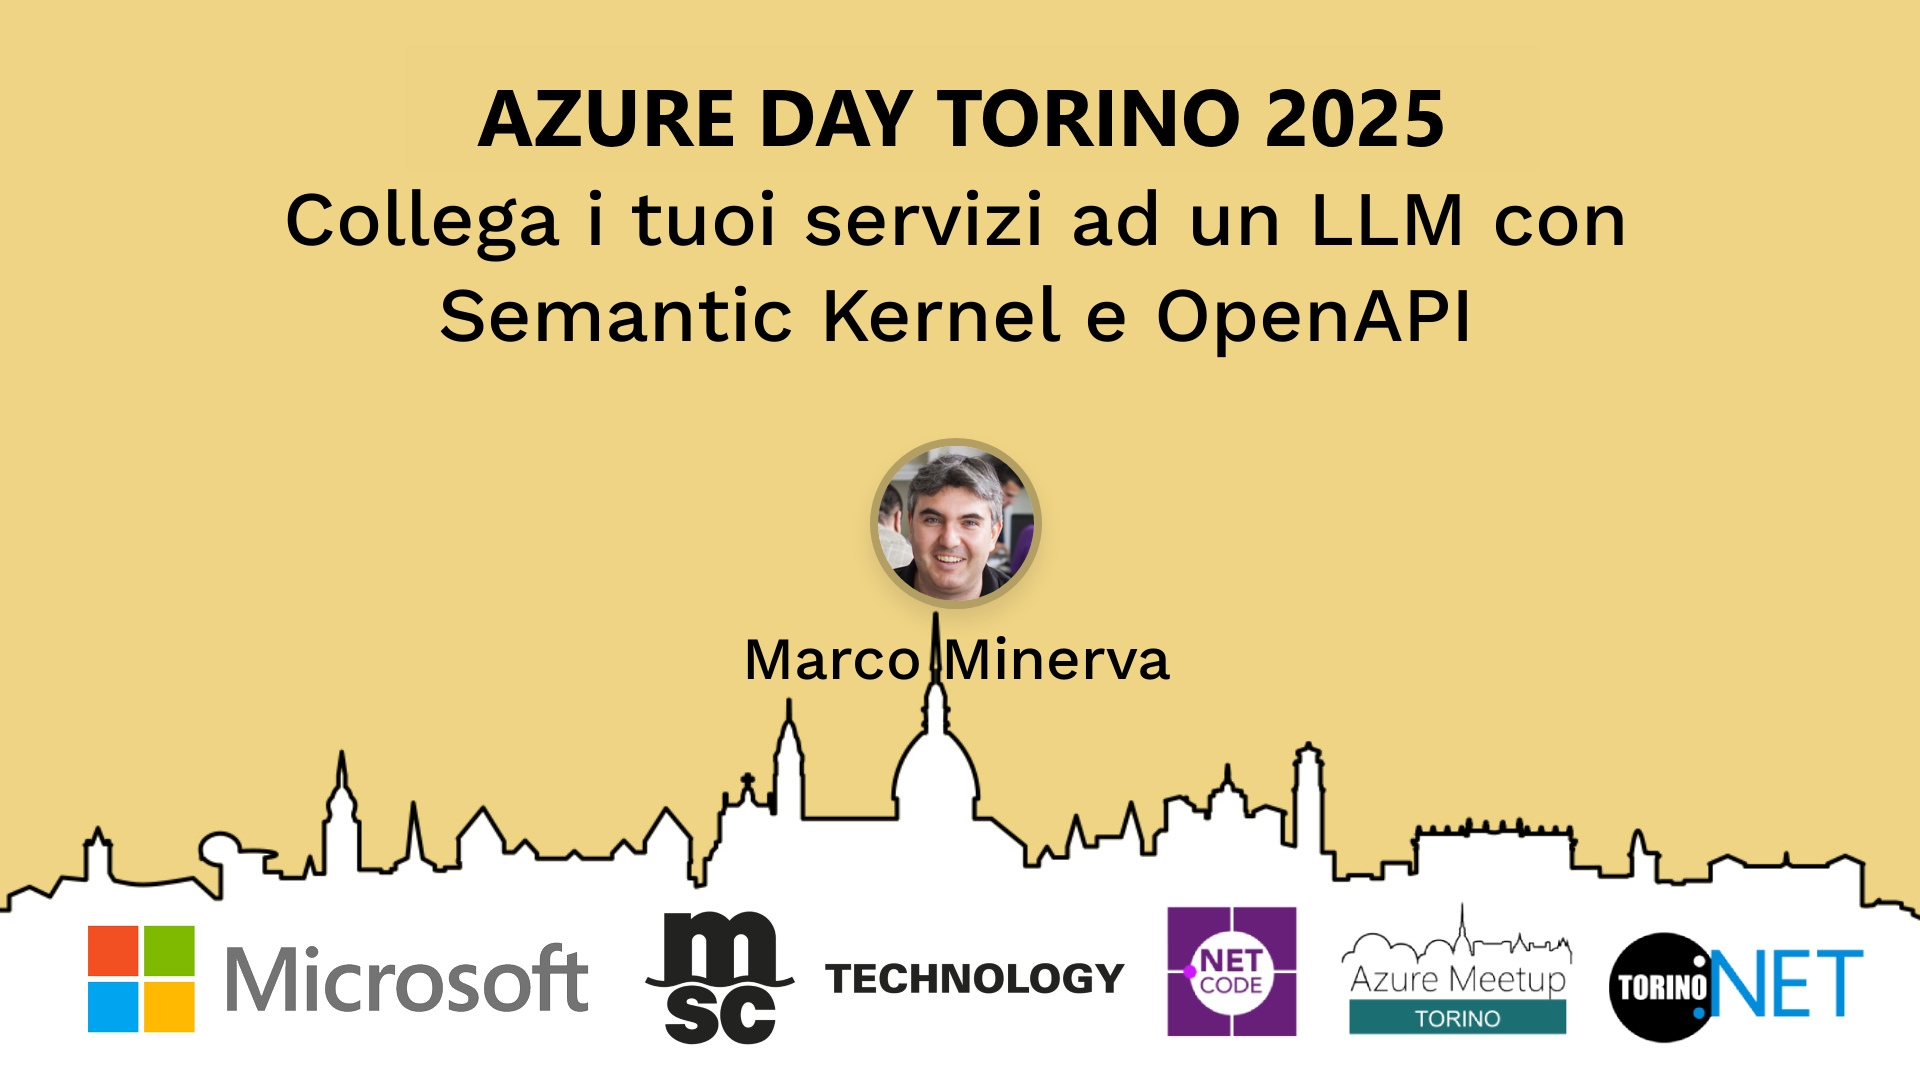 AZURE DAY TORINO 2025
Collega i tuoi servizi ad un LLM con
Semantic Kernel e OpenAPI
Marco Minerva
Microsoft
msc TECHNOLOGY
NET
CODE
Azure Meetup
TORINO
TORINO.NET